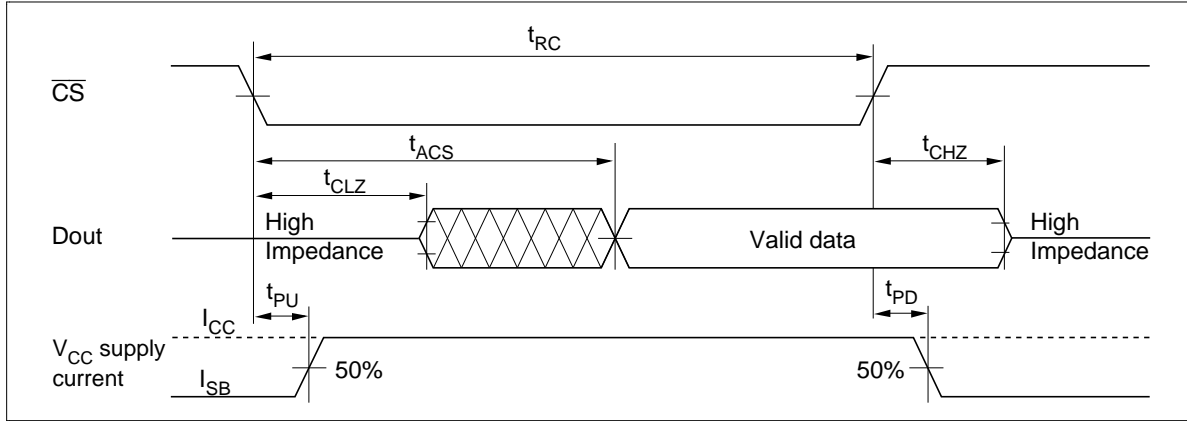 tRC
CS
tACS
tCHZ
tCLZ
High
Impedance
Dout
Valid data
High
Impedance
tPU
tPD
ICC
VCC supply
current
50%
50%
ISB